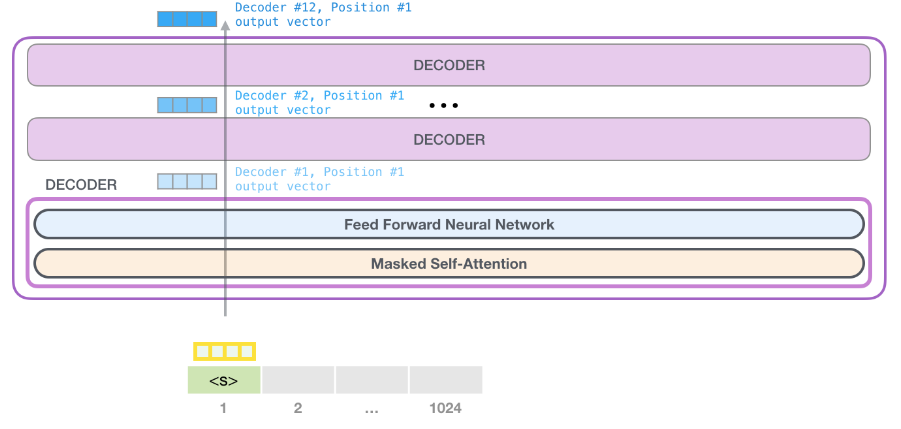 Decoder #12, Position #1
output vector
DECODER
Decoder #2, Position #1
output vector
...
DECODER
Decoder #1, Position #1
output vector
DECODER
Feed Forward Neural Network
Masked Self-Attention
<S>
1 2 ... 1024